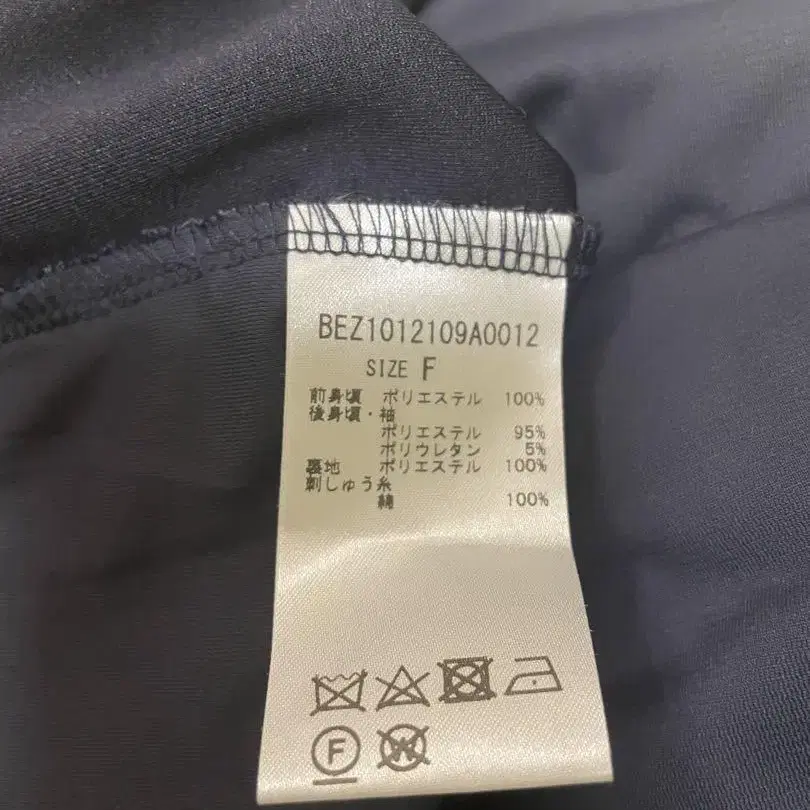 BEZ1012109A0012
SIZE F
前身頃 ポリエステル 100%
後身頃・袖
ポリエステル 95%
ポリウレタン 5%
裏地 ポリエステル 100%
刺しゅう糸
綿 100%
F W